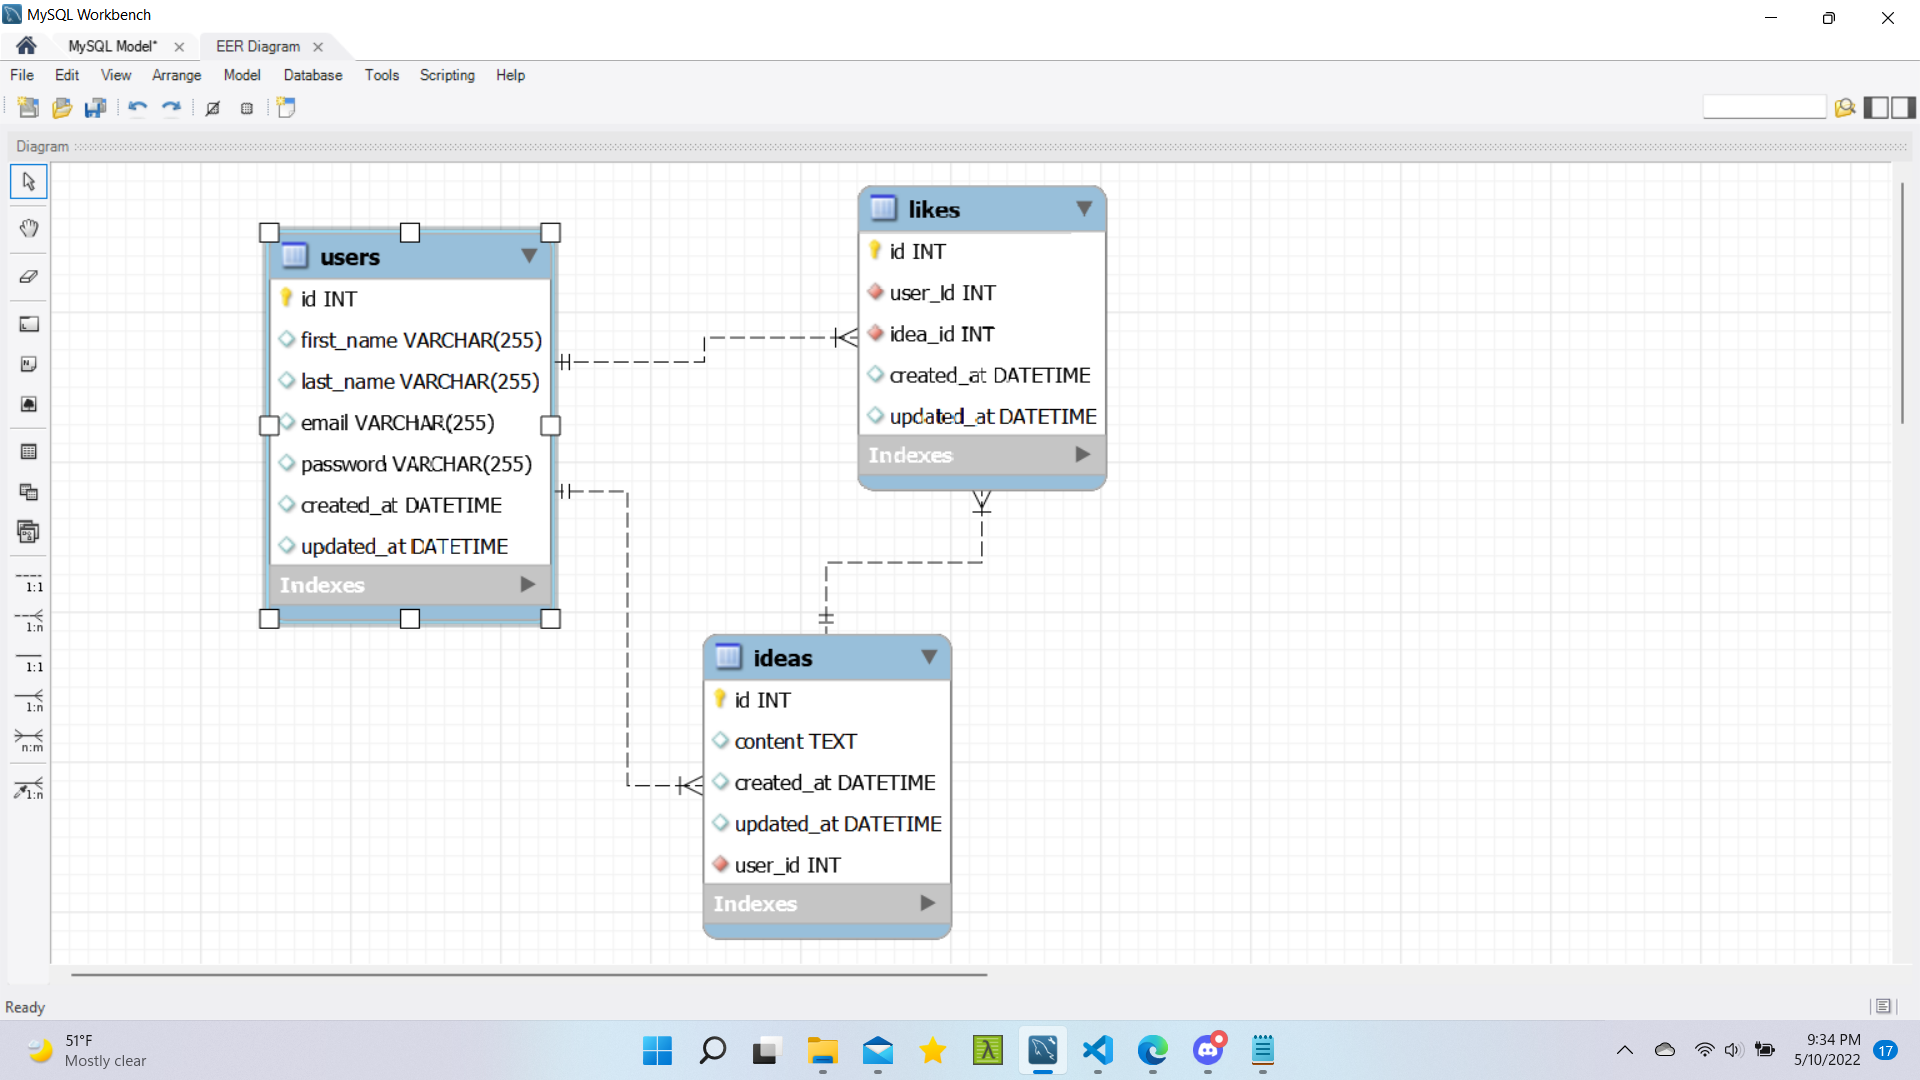 MySQL Workbench
MySQL Model*
EER Diagram
File Edit View Arrange Model Database Tools Scripting Help
Diagram
likes
id INT
user_Id INT
idea_id INT
created_at DATETIME
updated_at DATETIME
Indexes
users
id INT
first_name VARCHAR(255)
last_name VARCHAR(255)
email VARCHAR(255)
password VARCHAR(255)
created_at DATETIME
updated_at DATETIME
Indexes
1:1
1:n
1:1
1:n
n:m
1:n
ideas
id INT
content TEXT
created_at DATETIME
updated_at DATETIME
user_id INT
Indexes
Ready
51°F
Mostly clear
9:34 PM
5/10/2022
17